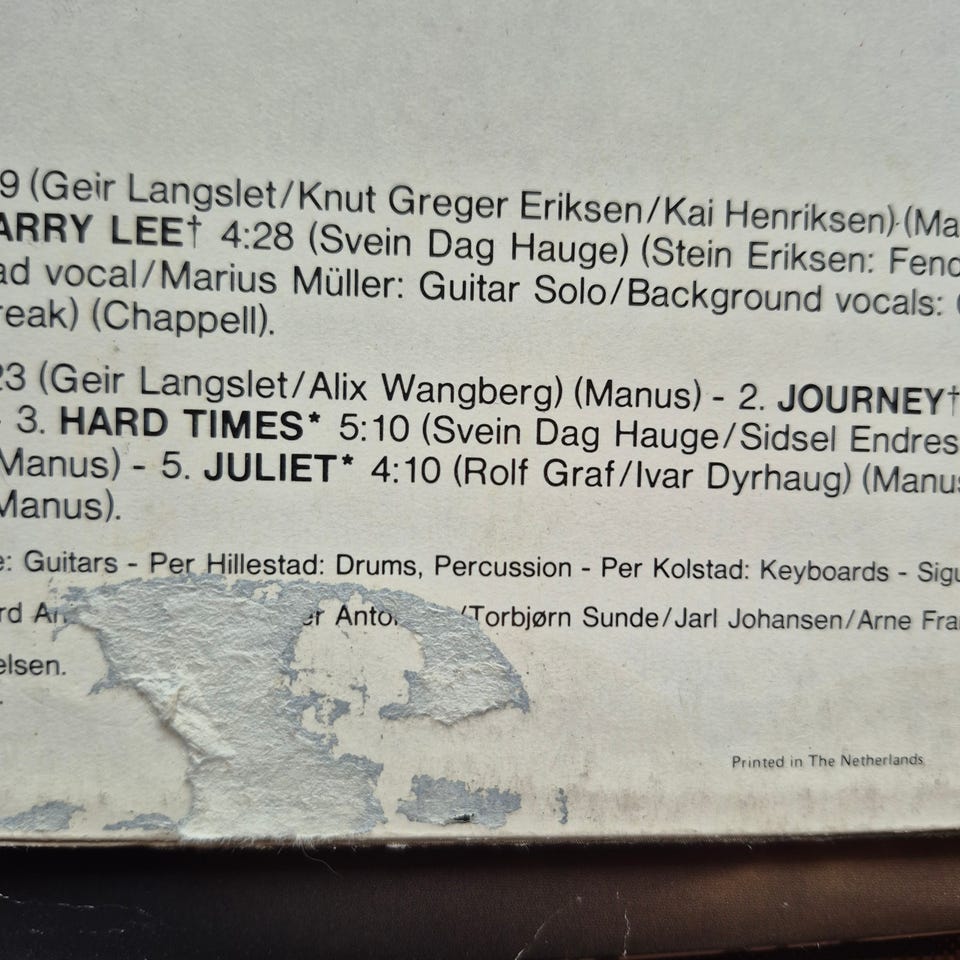 9 (Geir Langslet/Knut Greger Eriksen/Kai Henriksen) (Ma
ARRY LEE† 4:28 (Svein Dag Hauge) (Stein Eriksen: Fend
ad vocal/Marius Müller: Guitar Solo/Background vocals:
reak) (Chappell).
23 (Geir Langslet/Alix Wangberg) (Manus) - 2. JOURNEY†
- 3. HARD TIMES* 5:10 (Svein Dag Hauge/Sidsel Endres
Manus) - 5. JULIET* 4:10 (Rolf Graf/Ivar Dyrhaug) (Manus
Manus).
e: Guitars - Per Hillestad: Drums, Percussion - Per Kolstad: Keyboards - Sigu
rd An er Anto /Torbjørn Sunde/Jarl Johansen/Arne Fra
elsen.
Printed in The Netherlands